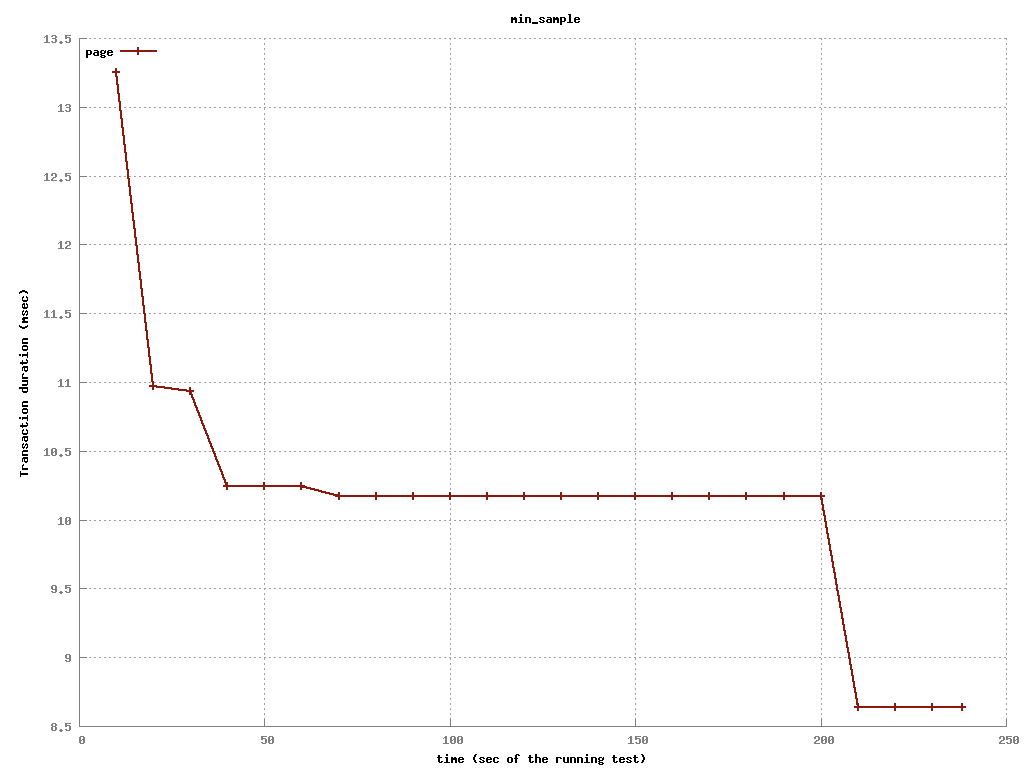 min_sample
page
13.5
13
12.5
12
11.5
11
10.5
10
9.5
9
8.5
Transaction duration (msec)
0 50 100 150 200 250
time (sec of the running test)